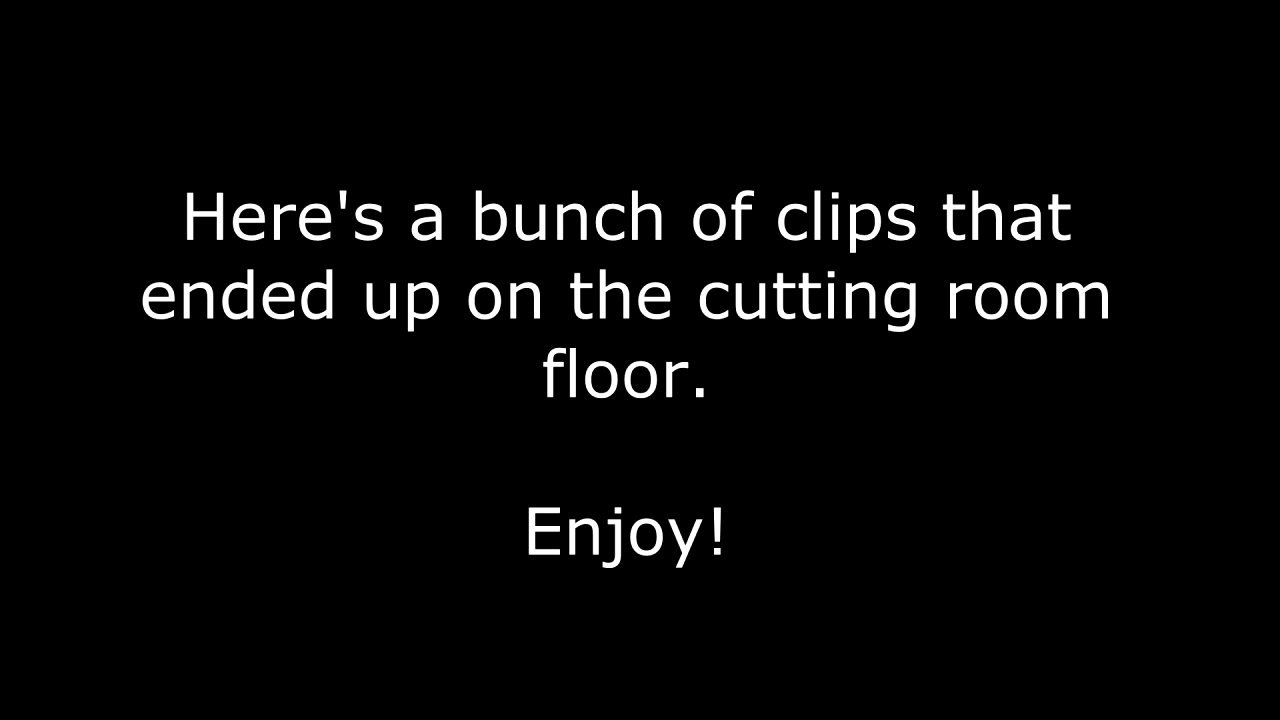 Here's a bunch of clips that
ended up on the cutting room
floor.
Enjoy!